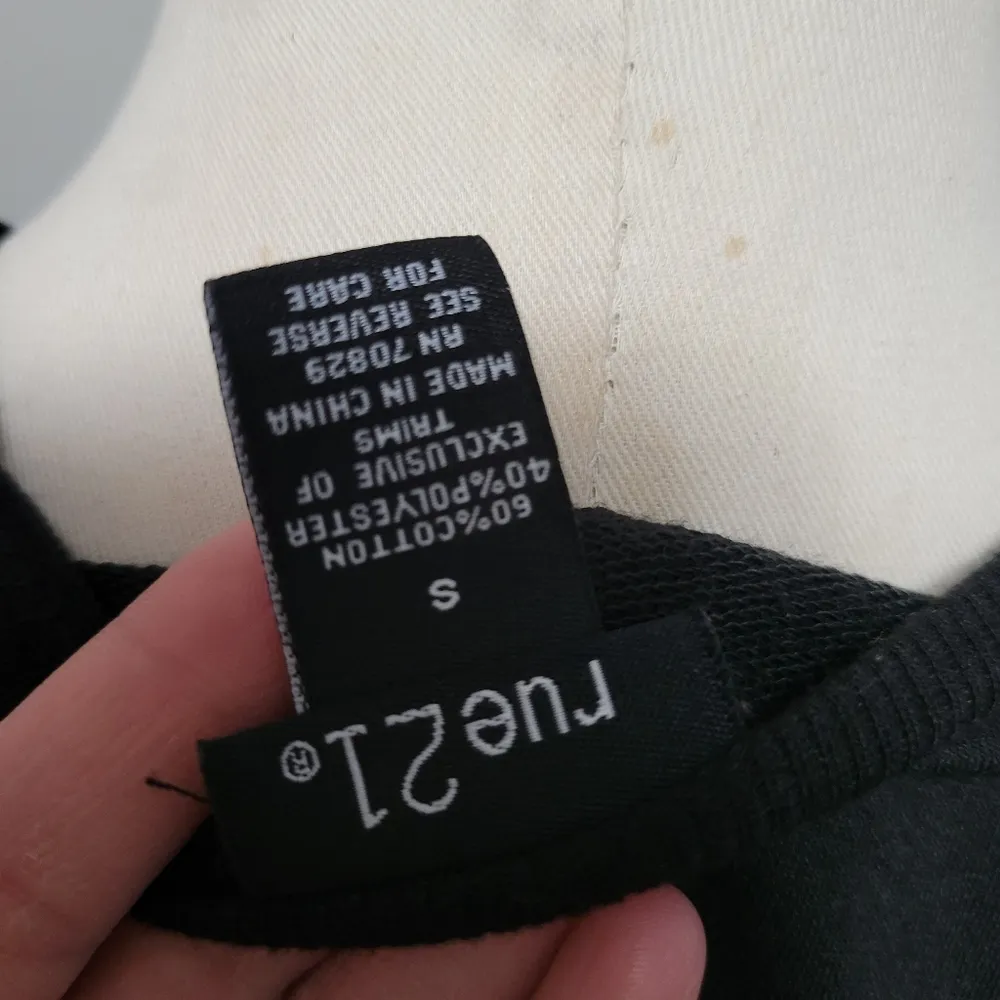 rue21®
S
60%COTTON
40%POLYESTER
EXCLUSIVE OF
TRIMS
MADE IN CHINA
RN 70829
SEE REVERSE
FOR CARE